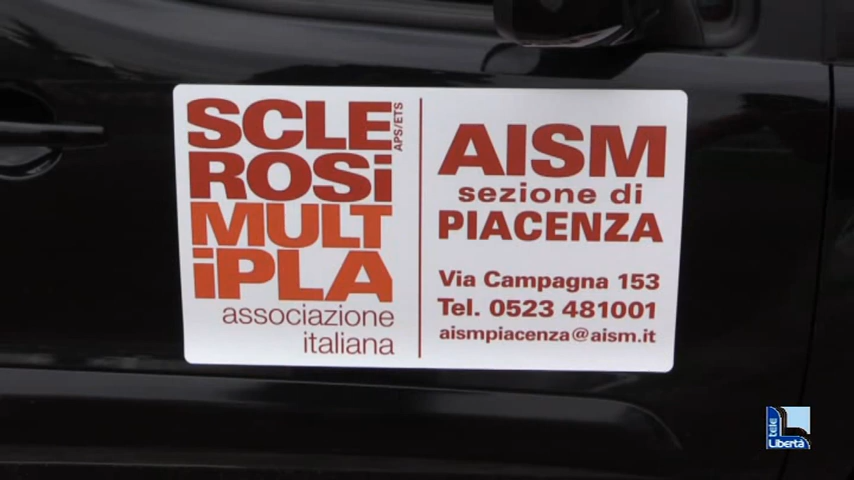 SCLE
ROSi
MULT
iPLA
APS/ETS
associazione
italiana
AISM
sezione di
PIACENZA
Via Campagna 153
Tel. 0523 481001
aismpiacenza@aism.it
tele
Libertà